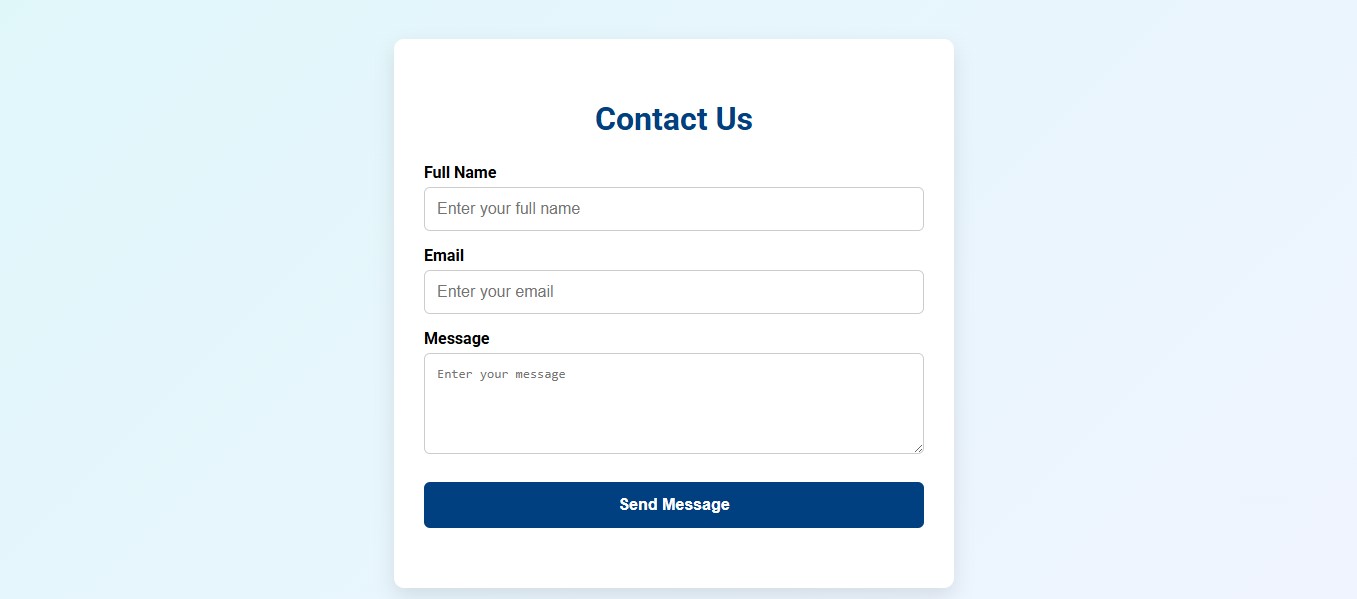 Contact Us
Full Name
Enter your full name
Email
Enter your email
Message
Enter your message
Send Message